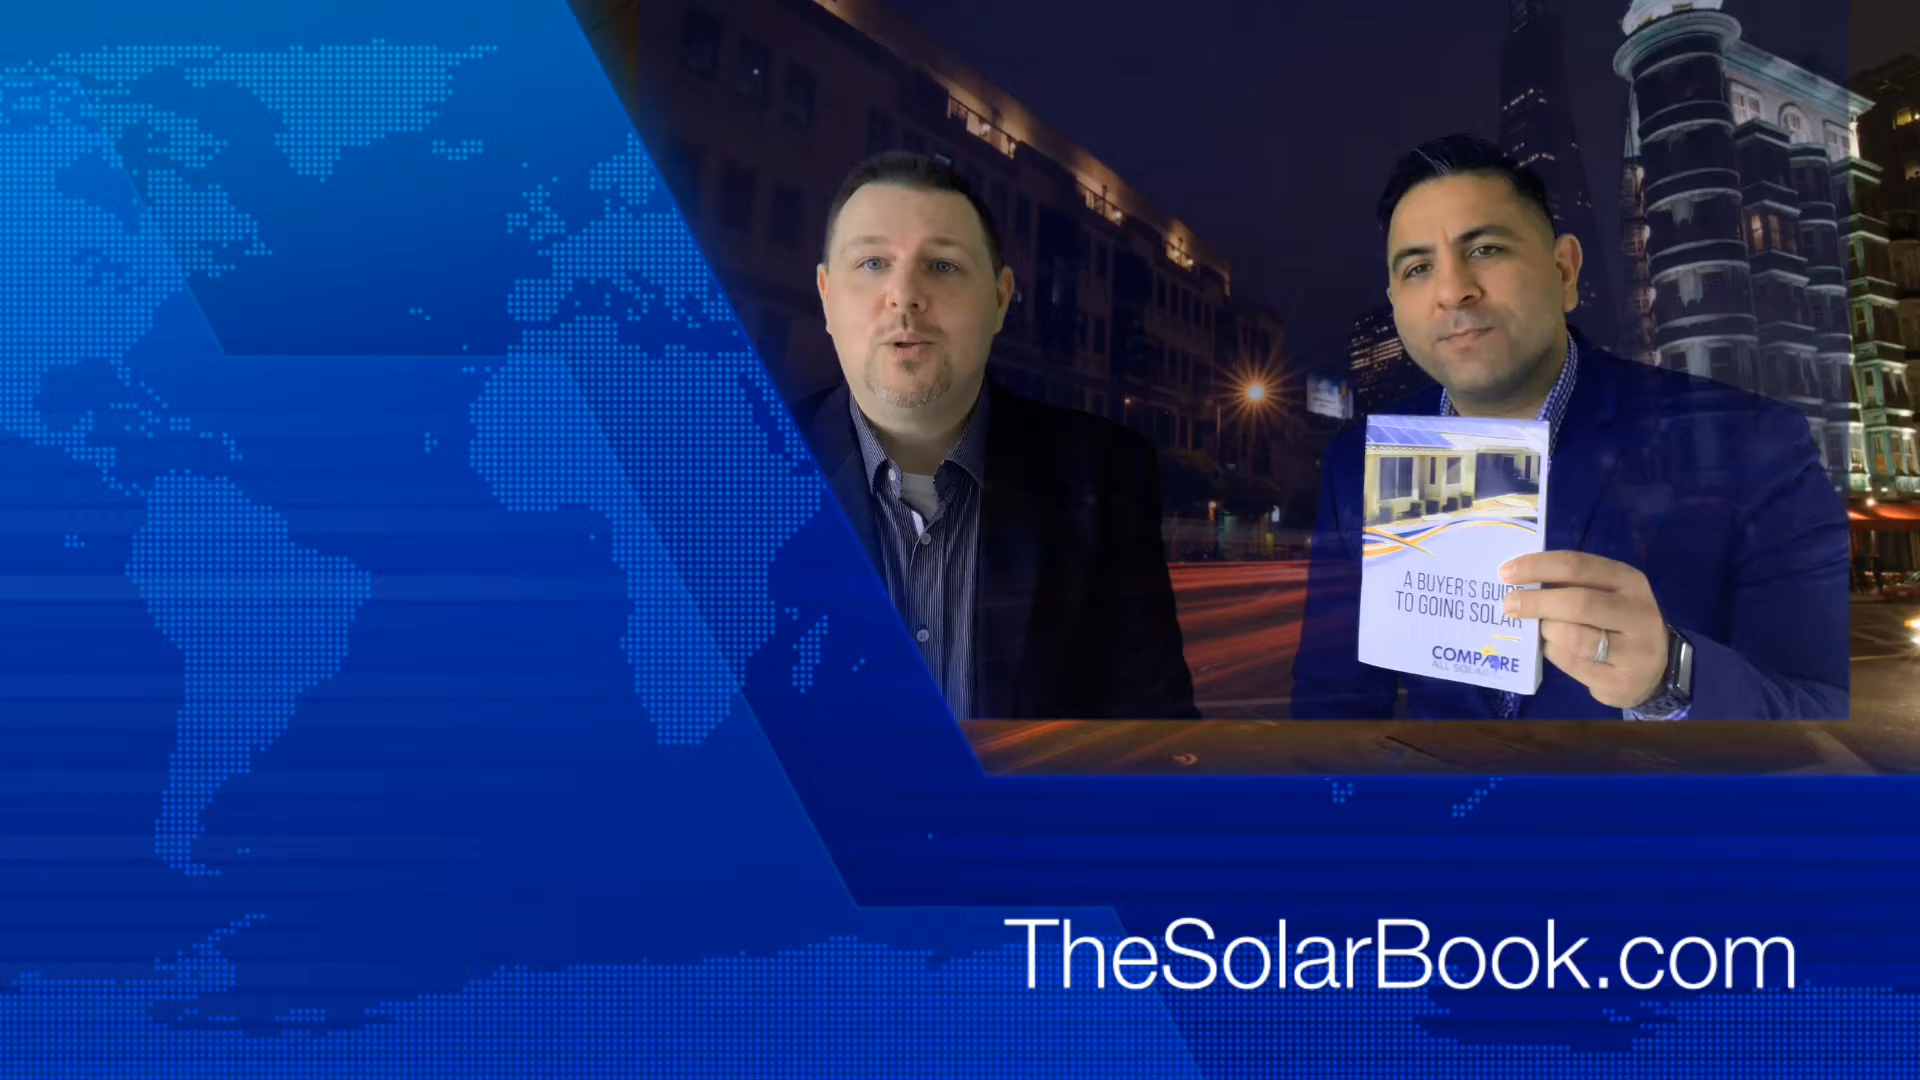 A BUYER'S GUIDE
TO GOING SOLAR
COMPARE
ALL SOLAR
TheSolarBook.com